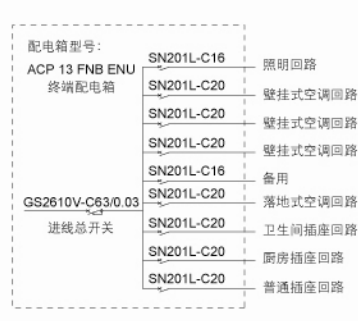 配电箱型号：
ACP 13 FNB ENU
终端配电箱
SN201L-C16 照明回路
SN201L-C20 壁挂式空调回路
SN201L-C20 壁挂式空调回路
SN201L-C20 壁挂式空调回路
SN201L-C16 备用
GS2610V-C63/0.03
进线总开关
SN201L-C20 落地式空调回路
SN201L-C20 卫生间插座回路
SN201L-C20 厨房插座回路
SN201L-C20 普通插座回路